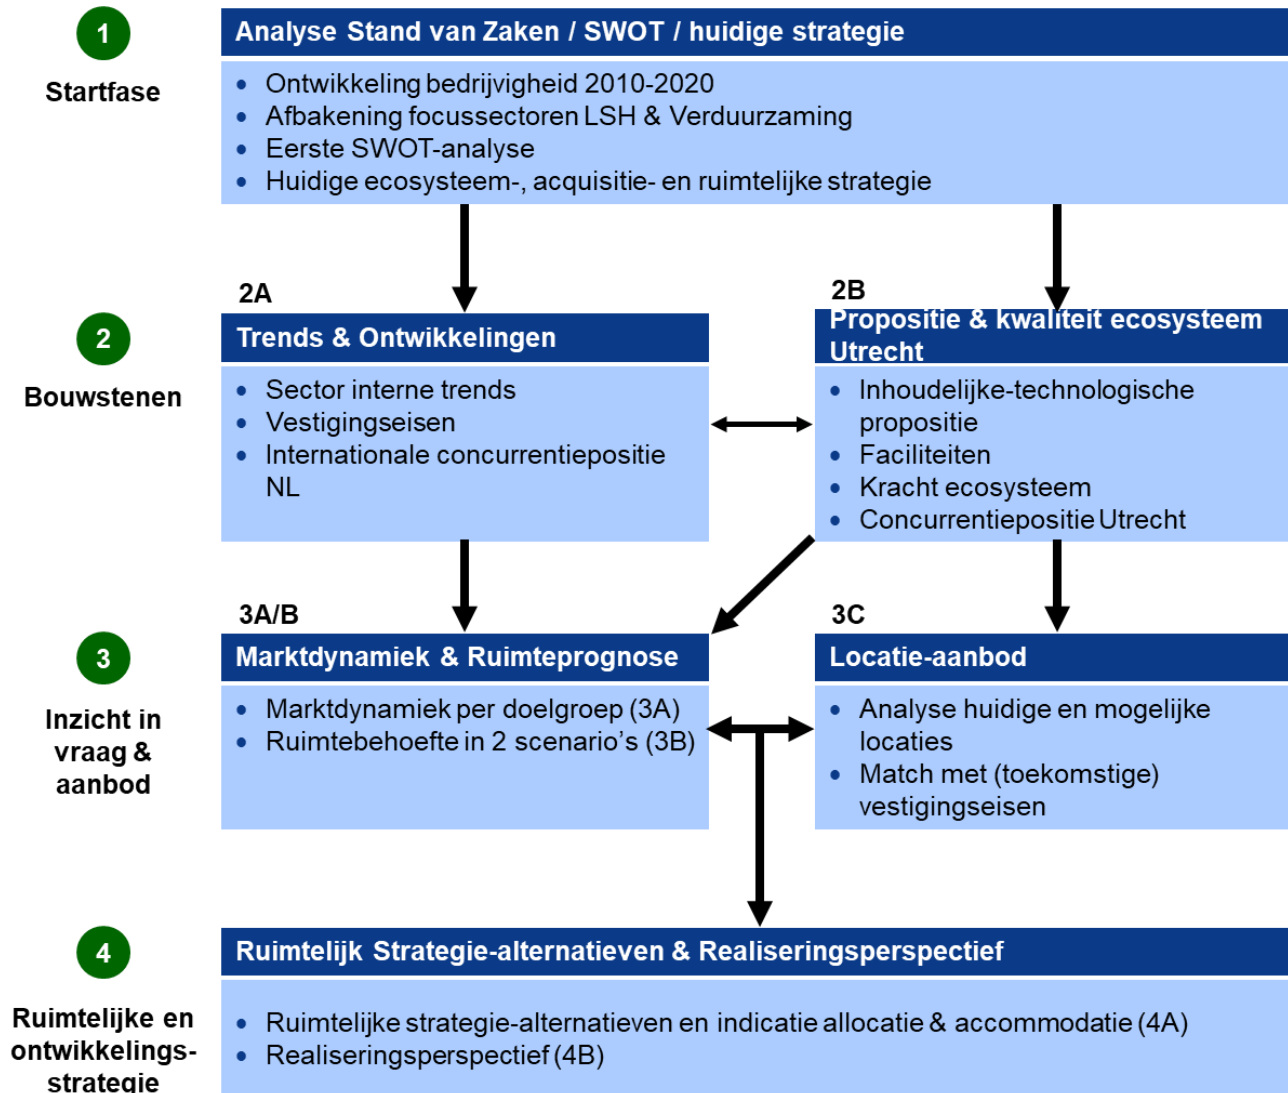 1
Startfase
Analyse Stand van Zaken / SWOT / huidige strategie
• Ontwikkeling bedrijvigheid 2010-2020
• Afbakening focussectoren LSH & Verduurzaming
• Eerste SWOT-analyse
• Huidige ecosysteem-, acquisitie- en ruimtelijke strategie
2
Bouwstenen
2A
Trends & Ontwikkelingen
• Sector interne trends
• Vestigingseisen
• Internationale concurrentiepositie
NL
2B
Propositie & kwaliteit ecosysteem
Utrecht
• Inhoudelijke-technologische
propositie
• Faciliteiten
• Kracht ecosysteem
• Concurrentiepositie Utrecht
3
Inzicht in
vraag &
aanbod
3A/B
Marktdynamiek & Ruimteprognose
• Marktdynamiek per doelgroep (3A)
• Ruimtebehoefte in 2 scenario's (3B)
3C
Locatie-aanbod
• Analyse huidige en mogelijke
locaties
• Match met (toekomstige)
vestigingseisen
4
Ruimtelijke en
ontwikkelings-
strategie
Ruimtelijk Strategie-alternatieven & Realiseringsperspectief
• Ruimtelijke strategie-alternatieven en indicatie allocatie & accommodatie (4A)
• Realiseringsperspectief (4B)